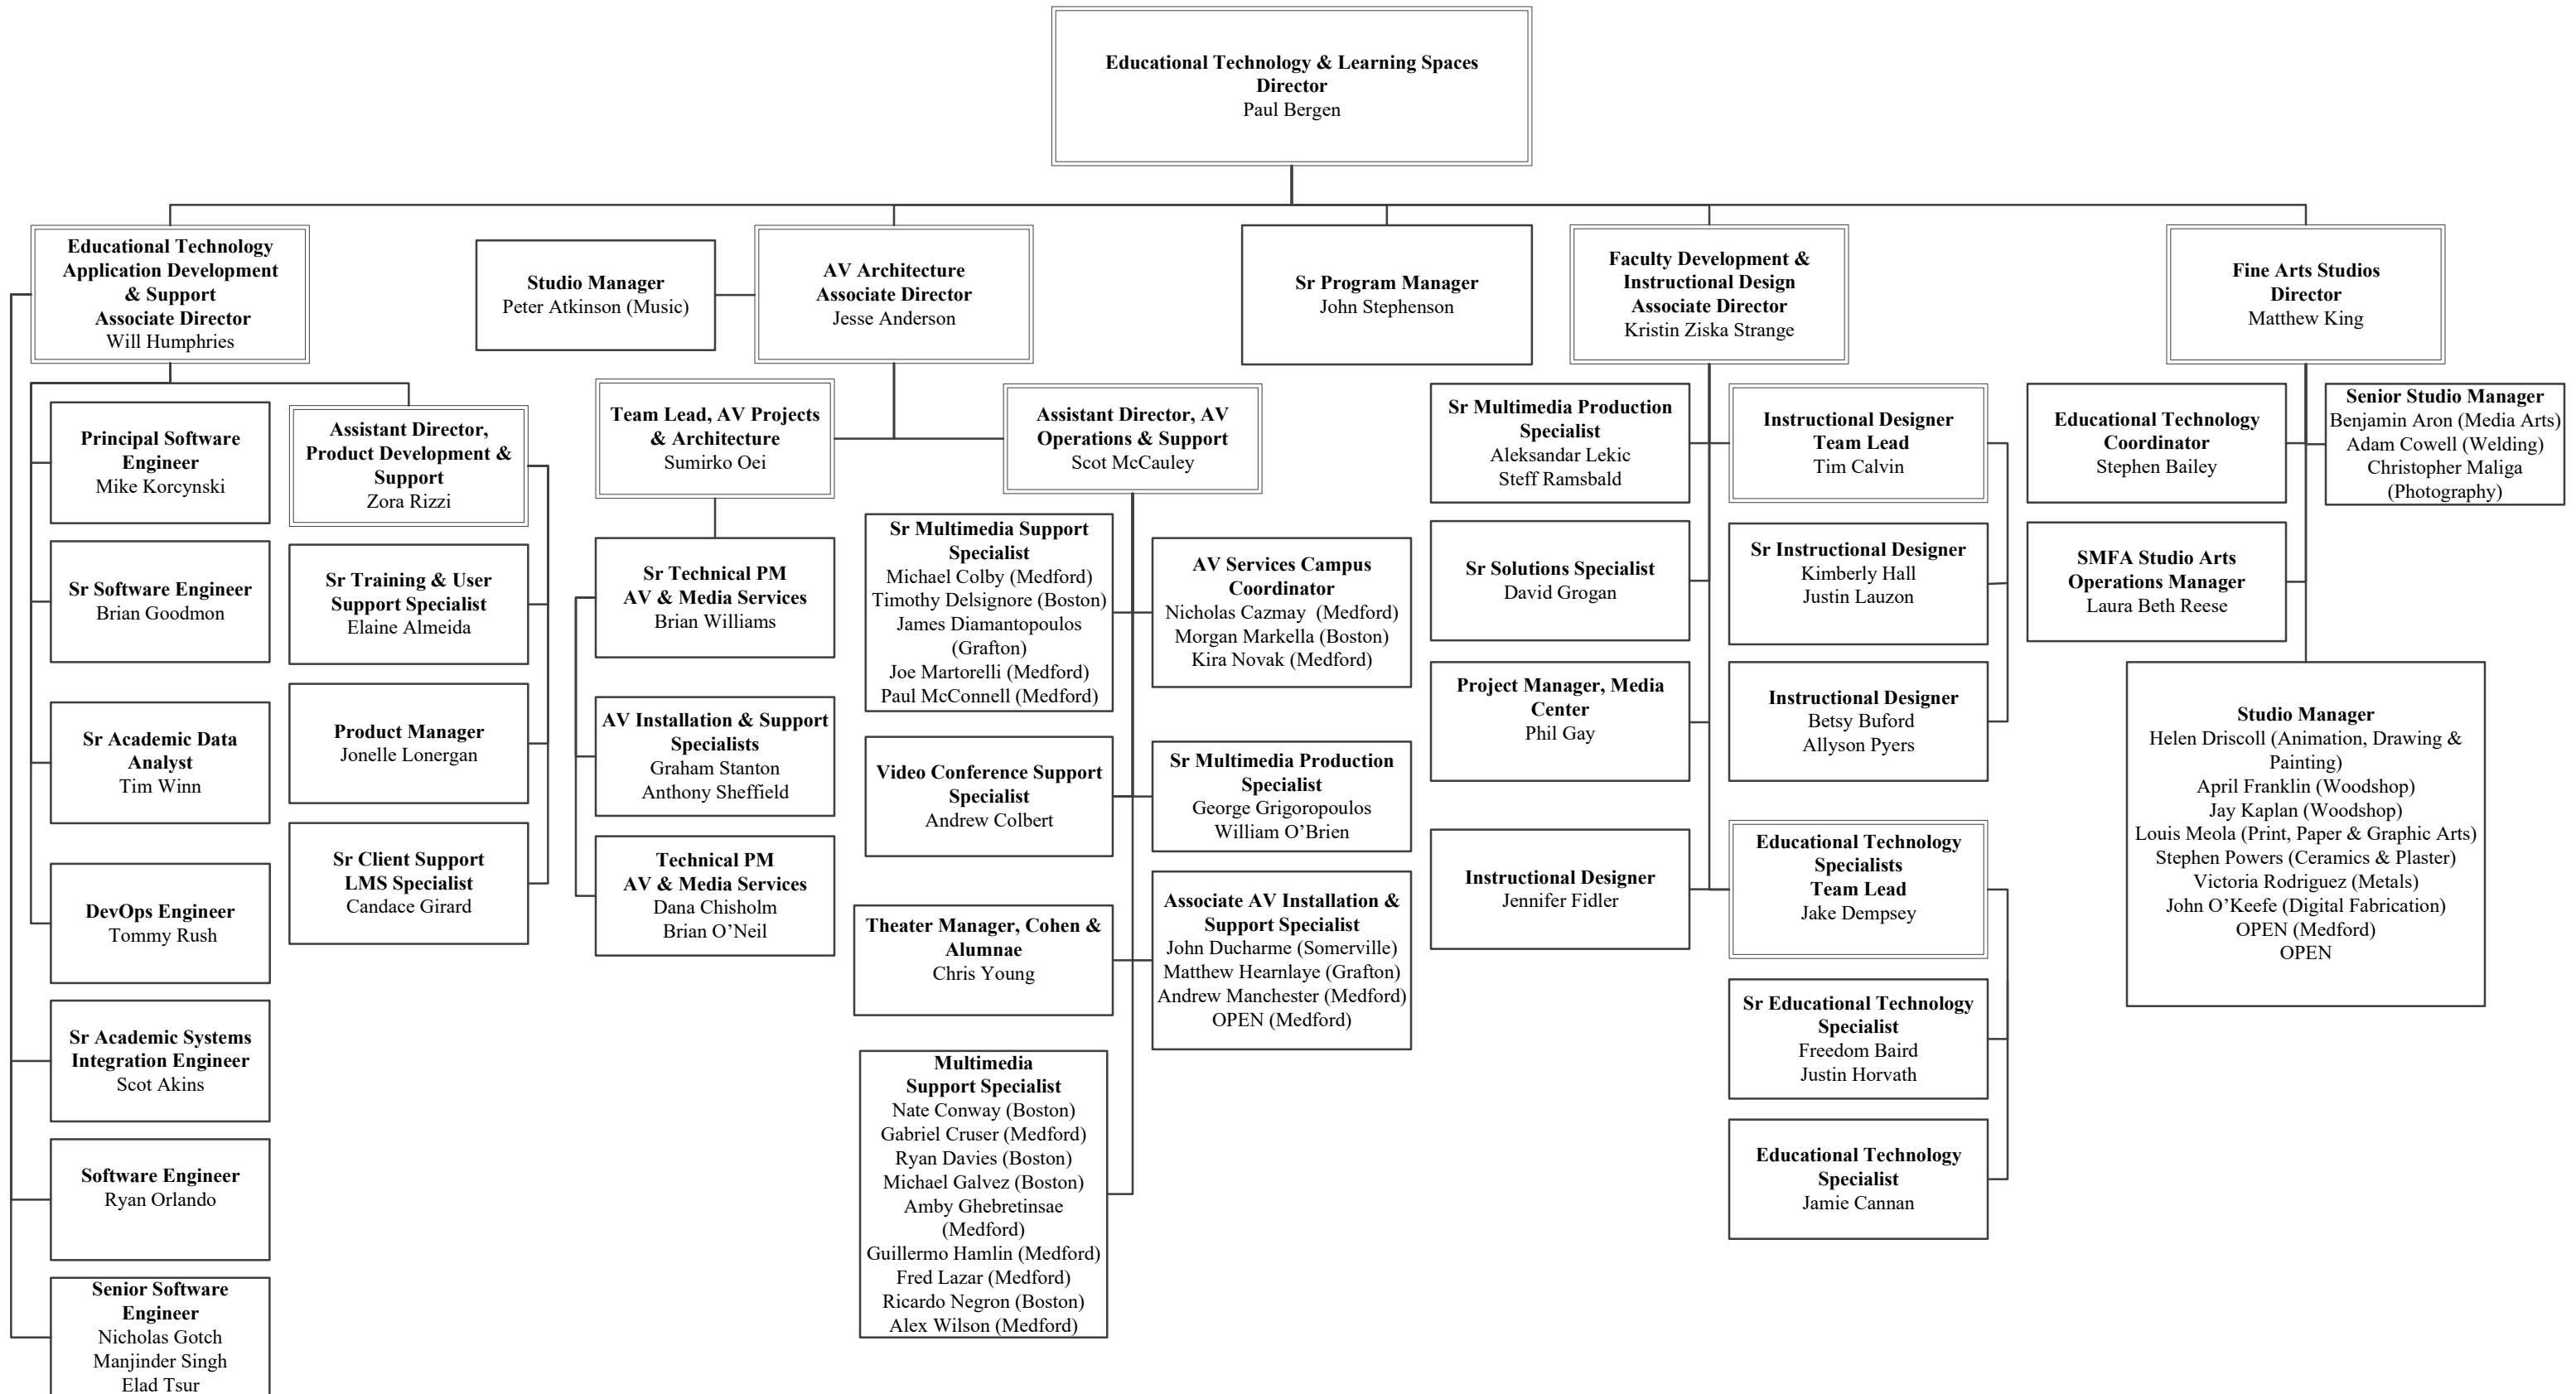 Educational Technology & Learning Spaces
Director
Paul Bergen
Educational Technology
Application Development
& Support
Associate Director
Will Humphries
Studio Manager
Peter Atkinson (Music)
AV Architecture
Associate Director
Jesse Anderson
Sr Program Manager
John Stephenson
Faculty Development &
Instructional Design
Associate Director
Kristin Ziska Strange
Fine Arts Studios
Director
Matthew King
Principal Software
Engineer
Mike Korcynski
Sr Software Engineer
Brian Goodmon
Sr Academic Data
Analyst
Tim Winn
DevOps Engineer
Tommy Rush
Sr Academic Systems
Integration Engineer
Scot Akins
Software Engineer
Ryan Orlando
Senior Software
Engineer
Nicholas Gotch
Manjinder Singh
Elad Tsur
Assistant Director,
Product Development &
Support
Zora Rizzi
Sr Training & User
Support Specialist
Elaine Almeida
Product Manager
Jonelle Lonergan
Sr Client Support
LMS Specialist
Candace Girard
Team Lead, AV Projects
& Architecture
Sumirko Oei
Sr Technical PM
AV & Media Services
Brian Williams
AV Installation & Support
Specialists
Graham Stanton
Anthony Sheffield
Technical PM
AV & Media Services
Dana Chisholm
Brian O’Neil
Assistant Director, AV
Operations & Support
Scot McCauley
Sr Multimedia Support
Specialist
Michael Colby (Medford)
Timothy Delsignore (Boston)
James Diamantopoulos
(Grafton)
Joe Martorelli (Medford)
Paul McConnell (Medford)
AV Services Campus
Coordinator
Nicholas Cazmay (Medford)
Morgan Markella (Boston)
Kira Novak (Medford)
Video Conference Support
Specialist
Andrew Colbert
Sr Multimedia Production
Specialist
George Grigoropoulos
William O’Brien
Theater Manager, Cohen &
Alumnae
Chris Young
Associate AV Installation &
Support Specialist
John Ducharme (Somerville)
Matthew Hearnlaye (Grafton)
Andrew Manchester (Medford)
OPEN (Medford)
Multimedia
Support Specialist
Nate Conway (Boston)
Gabriel Cruser (Medford)
Ryan Davies (Boston)
Michael Galvez (Boston)
Amby Ghebretinsae
(Medford)
Guillermo Hamlin (Medford)
Fred Lazar (Medford)
Ricardo Negron (Boston)
Alex Wilson (Medford)
Sr Multimedia Production
Specialist
Aleksandar Lekic
Steff Ramsbald
Sr Solutions Specialist
David Grogan
Project Manager, Media
Center
Phil Gay
Instructional Designer
Jennifer Fidler
Instructional Designer
Team Lead
Tim Calvin
Sr Instructional Designer
Kimberly Hall
Justin Lauzon
Instructional Designer
Betsy Buford
Allyson Pyers
Educational Technology
Specialists
Team Lead
Jake Dempsey
Sr Educational Technology
Specialist
Freedom Baird
Justin Horvath
Educational Technology
Specialist
Jamie Cannan
Educational Technology
Coordinator
Stephen Bailey
Senior Studio Manager
Benjamin Aron (Media Arts)
Adam Cowell (Welding)
Christopher Maliga
(Photography)
SMFA Studio Arts
Operations Manager
Laura Beth Reese
Studio Manager
Helen Driscoll (Animation, Drawing &
Painting)
April Franklin (Woodshop)
Jay Kaplan (Woodshop)
Louis Meola (Print, Paper & Graphic Arts)
Stephen Powers (Ceramics & Plaster)
Victoria Rodriguez (Metals)
John O’Keefe (Digital Fabrication)
OPEN (Medford)
OPEN